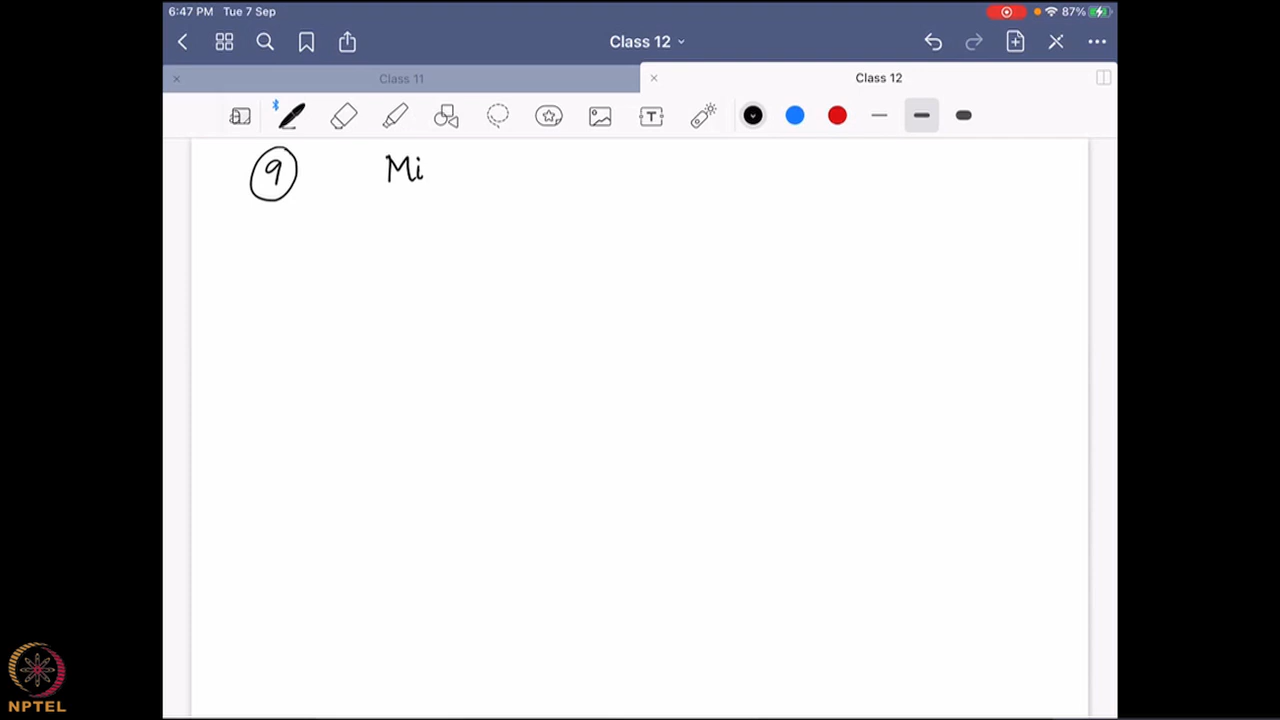 6:47 PM Tue 7 Sep 87%
Class 12
Class 11 Class 12
T
9 Mi
NPTEL